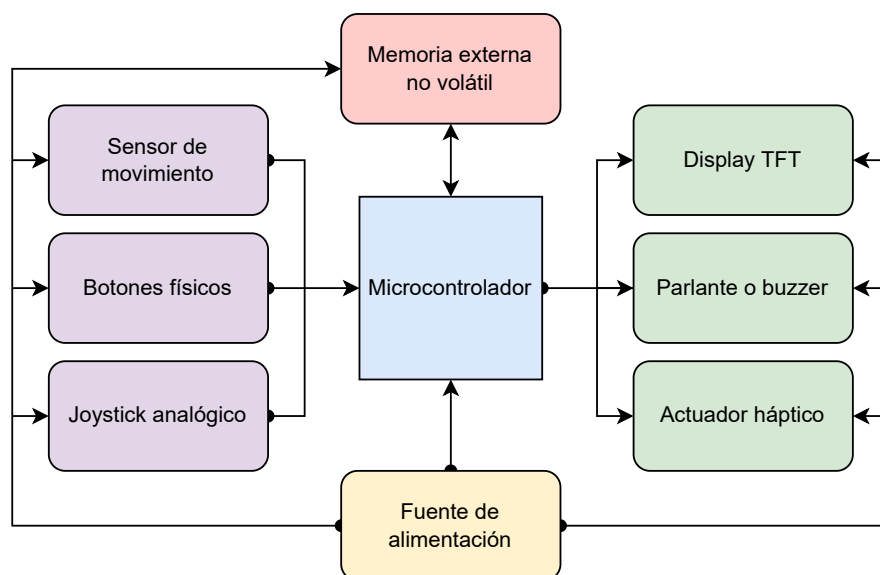 Memoria externa
no volátil
Sensor de
movimiento
Display TFT
Botones físicos
Microcontrolador
Parlante o buzzer
Joystick analógico
Actuador háptico
Fuente de
alimentación